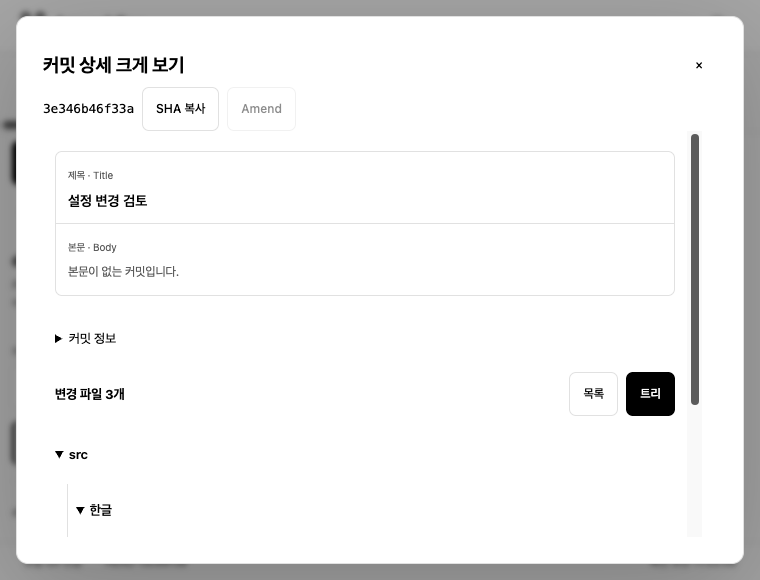 커밋 상세 크게 보기
×
3e346b46f33a SHA 복사 Amend
제목 · Title
설정 변경 검토
본문 · Body
본문이 없는 커밋입니다.
▶ 커밋 정보
변경 파일 3개 목록 트리
▼ src
▼ 한글